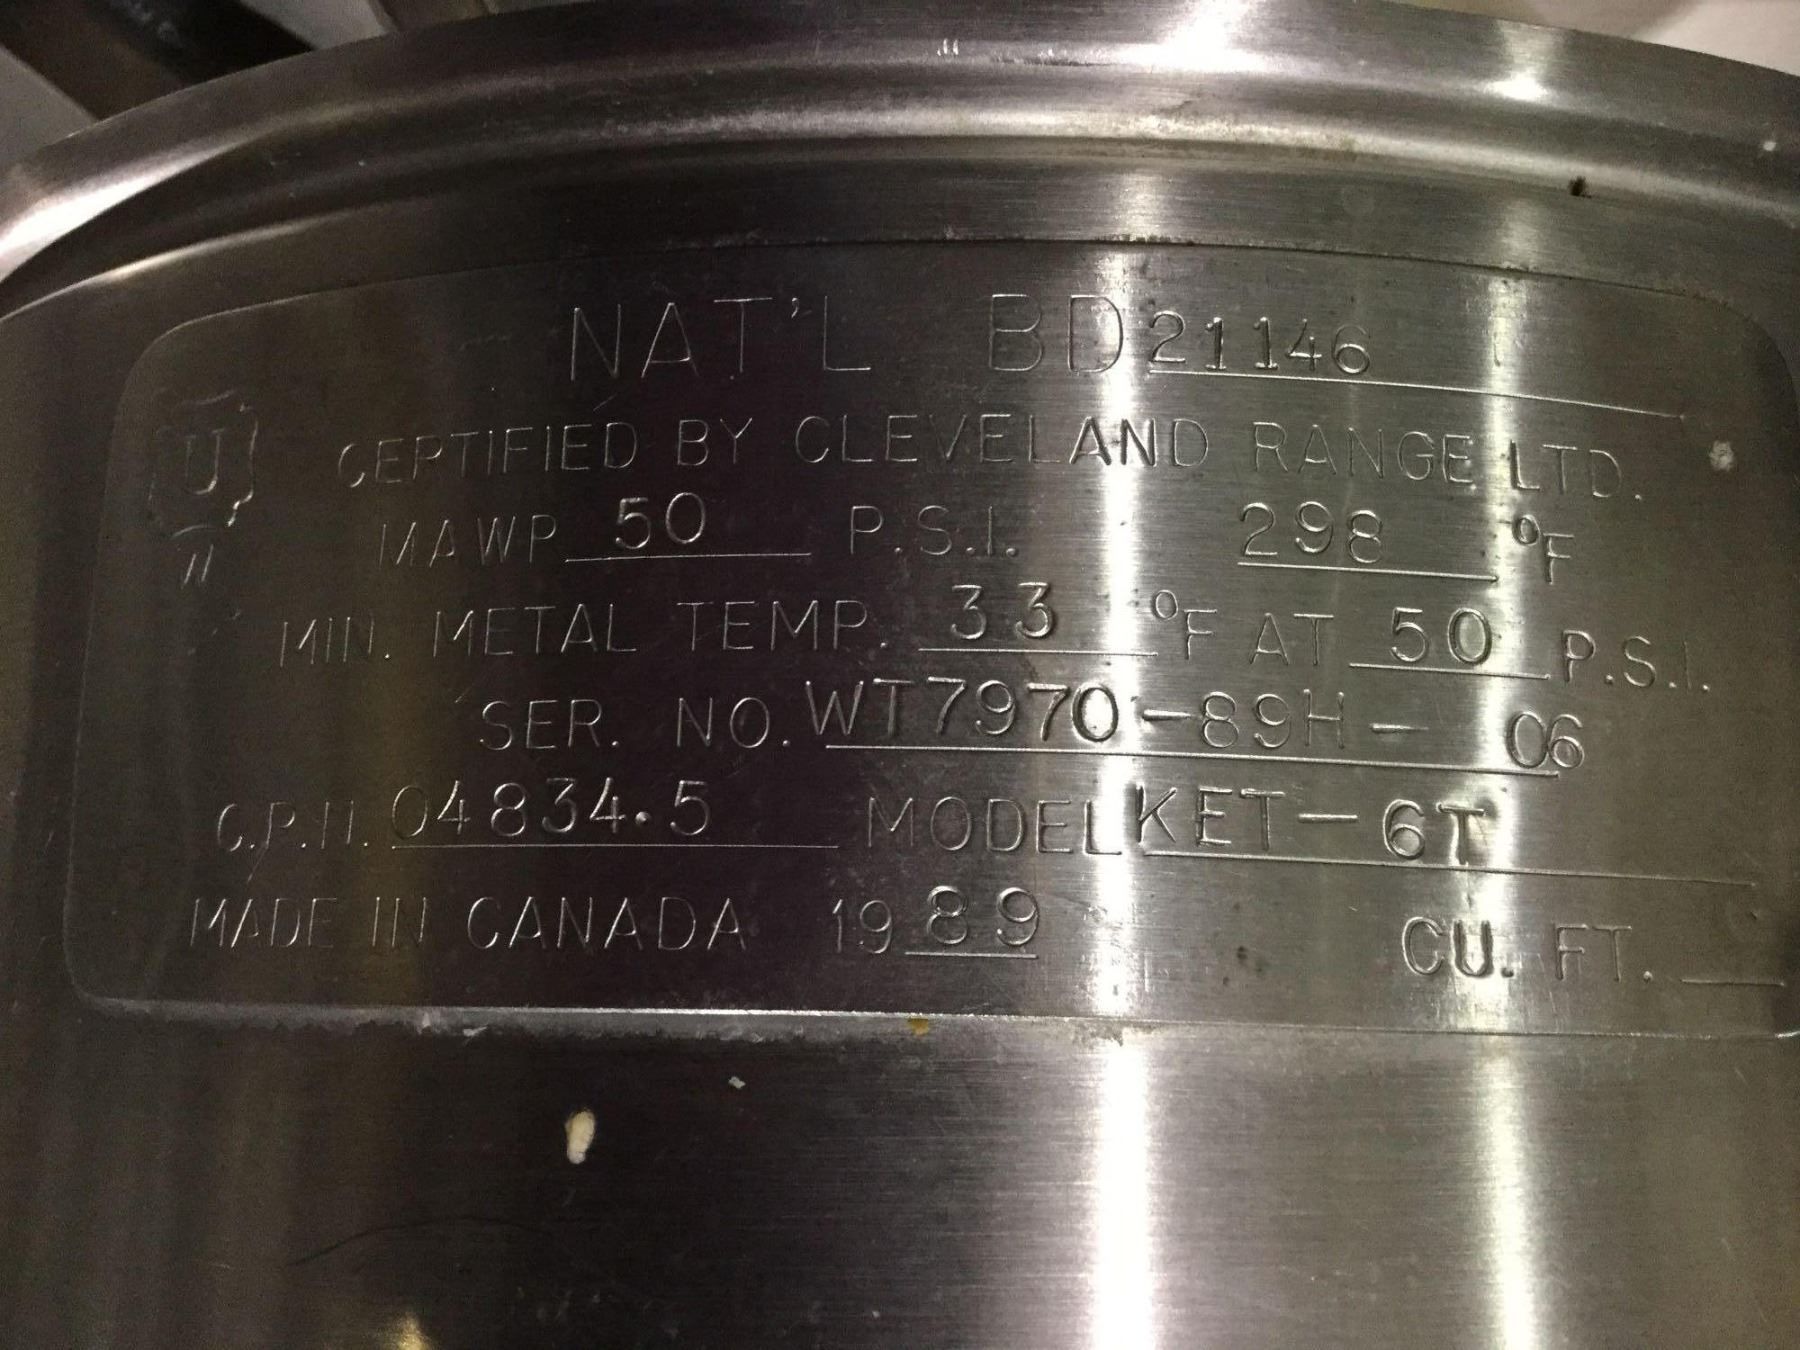 NAT'L BD 21146
U
CERTIFIED BY CLEVELAND RANGE LTD.
W
MAWP 50 P.S.I. 298 °F
MIN. METAL TEMP. 33 °F AT 50 P.S.I.
SER. NO. WT7970-89H- 06
C.R.N. 04834.5 MODEL KET-6T
MADE IN CANADA 1989 CU. FT.